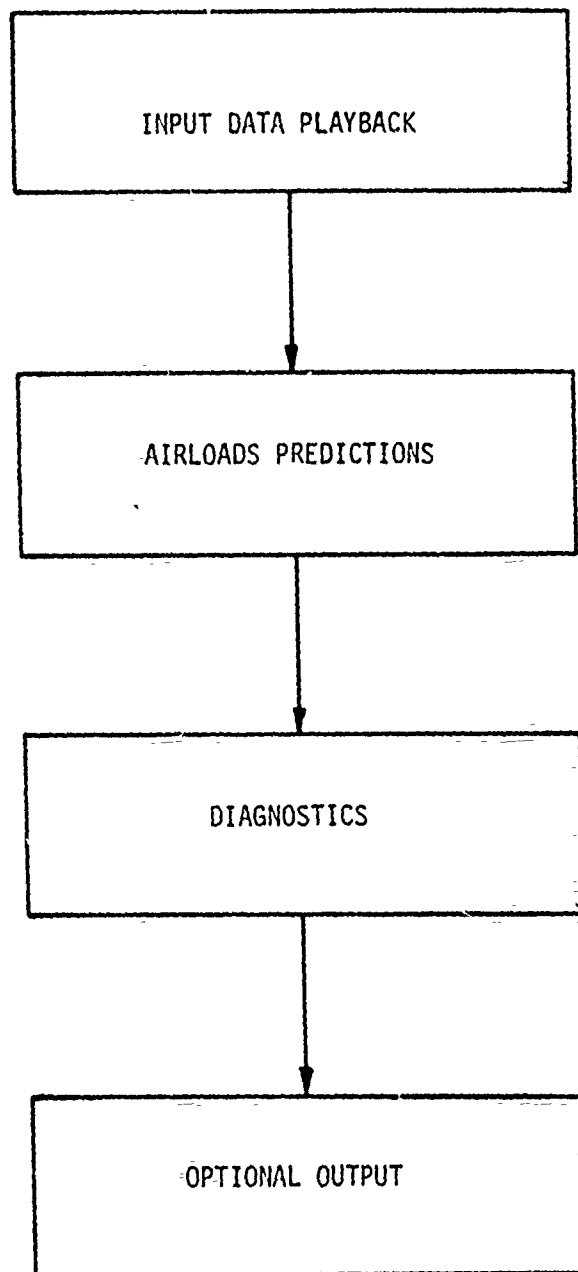 INPUT DATA PLAYBACK
AIRLOADS PREDICTIONS
DIAGNOSTICS
OPTIONAL OUTPUT